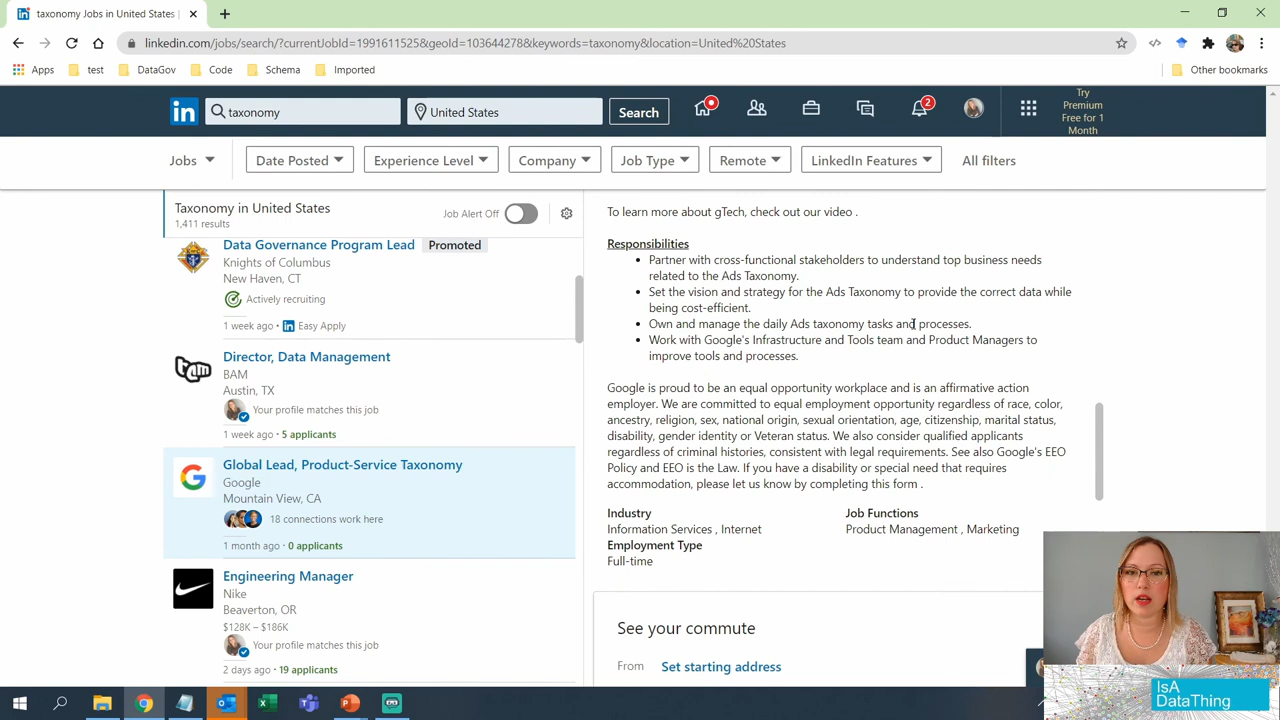 taxonomy Jobs in United States |
linkedin.com/jobs/search/?currentJobId=1991611525&geoId=103644278&keywords=taxonomy&location=United%20States
Apps test DataGov Code Schema Imported Other bookmarks
in taxonomy United States Search 2
Try
Premium
Free for 1
Month
Jobs Date Posted Experience Level Company Job Type Remote LinkedIn Features All filters
Taxonomy in United States
1,411 results
Job Alert Off
Data Governance Program Lead Promoted
Knights of Columbus
New Haven, CT
Actively recruiting
1 week ago · in Easy Apply
Director, Data Management
BAM
Austin, TX
Your profile matches this job
1 week ago · 5 applicants
Global Lead, Product-Service Taxonomy
Google
Mountain View, CA
18 connections work here
1 month ago · 0 applicants
Engineering Manager
Nike
Beaverton, OR
$128K – $186K
Your profile matches this job
2 days ago · 19 applicants
To learn more about gTech, check out our video .
Responsibilities
• Partner with cross-functional stakeholders to understand top business needs
related to the Ads Taxonomy.
• Set the vision and strategy for the Ads Taxonomy to provide the correct data while
being cost-efficient.
• Own and manage the daily Ads taxonomy tasks and processes.
• Work with Google's Infrastructure and Tools team and Product Managers to
improve tools and processes.
Google is proud to be an equal opportunity workplace and is an affirmative action
employer. We are committed to equal employment opportunity regardless of race, color,
ancestry, religion, sex, national origin, sexual orientation, age, citizenship, marital status,
disability, gender identity or Veteran status. We also consider qualified applicants
regardless of criminal histories, consistent with legal requirements. See also Google's EEO
Policy and EEO is the Law. If you have a disability or special need that requires
accommodation, please let us know by completing this form .
Industry
Information Services , Internet
Employment Type
Full-time
Job Functions
Product Management , Marketing
See your commute
From Set starting address
IsA
DataThing